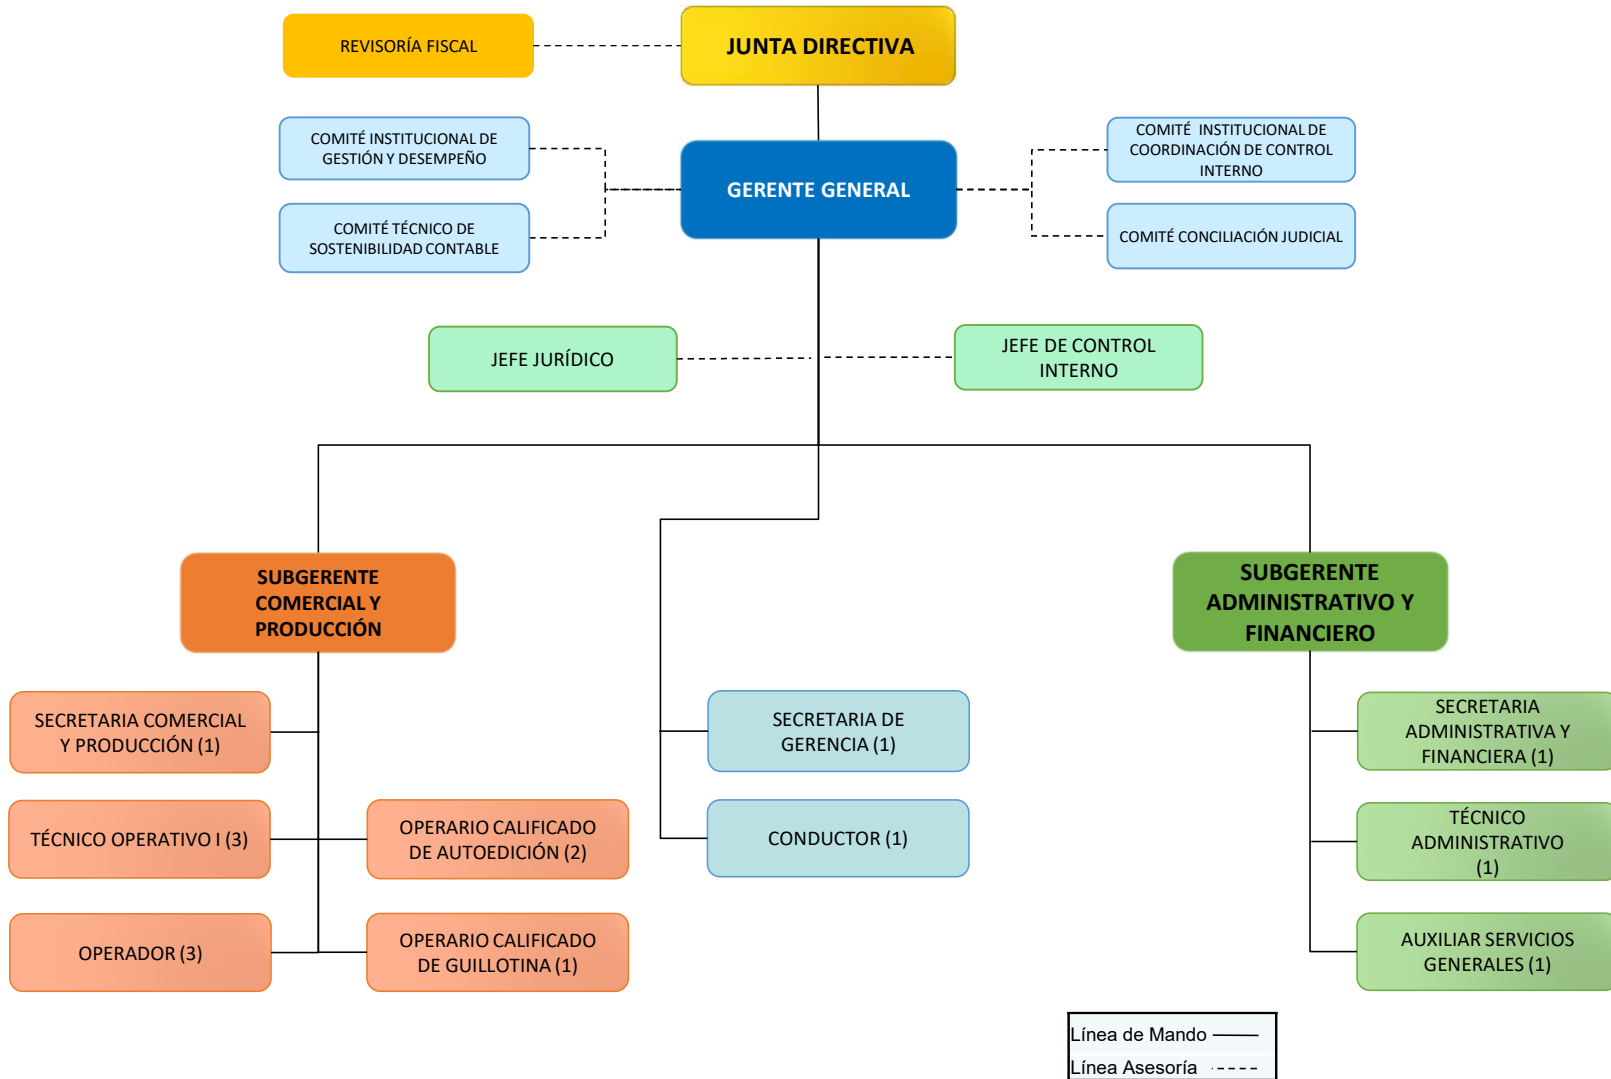 REVISORÍA FISCAL
JUNTA DIRECTIVA
COMITÉ INSTITUCIONAL DE
GESTIÓN Y DESEMPEÑO
COMITÉ TÉCNICO DE
SOSTENIBILIDAD CONTABLE
GERENTE GENERAL
COMITÉ INSTITUCIONAL DE
COORDINACIÓN DE CONTROL
INTERNO
COMITÉ CONCILIACIÓN JUDICIAL
JEFE JURÍDICO
JEFE DE CONTROL
INTERNO
SUBGERENTE
COMERCIAL Y
PRODUCCIÓN
SUBGERENTE
ADMINISTRATIVO Y
FINANCIERO
SECRETARIA COMERCIAL
Y PRODUCCIÓN (1)
TÉCNICO OPERATIVO I (3)
OPERADOR (3)
OPERARIO CALIFICADO
DE AUTOEDICIÓN (2)
OPERARIO CALIFICADO
DE GUILLOTINA (1)
SECRETARIA DE
GERENCIA (1)
CONDUCTOR (1)
SECRETARIA
ADMINISTRATIVA Y
FINANCIERA (1)
TÉCNICO
ADMINISTRATIVO
(1)
AUXILIAR SERVICIOS
GENERALES (1)
Línea de Mando
Línea Asesoría